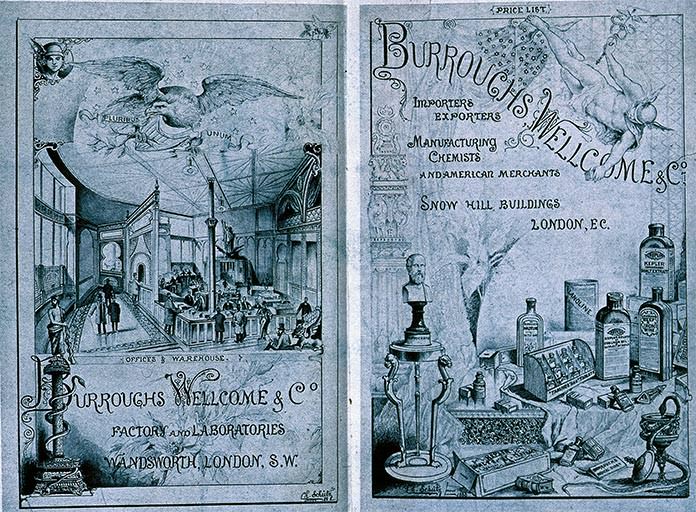 PLURIBUS
UNUM
OFFICES & WAREHOUSE.
BURROUGHS WELLCOME & Co
FACTORY AND LABORATORIES
WANDSWORTH, LONDON, S.W.
PRICE LIST.
BURROUGHS, WELLCOME & Co
IMPORTERS
EXPORTERS
MANUFACTURING
CHEMISTS
AND AMERICAN MERCHANTS
SNOW HILL BUILDINGS
LONDON, EC.
KEPLER